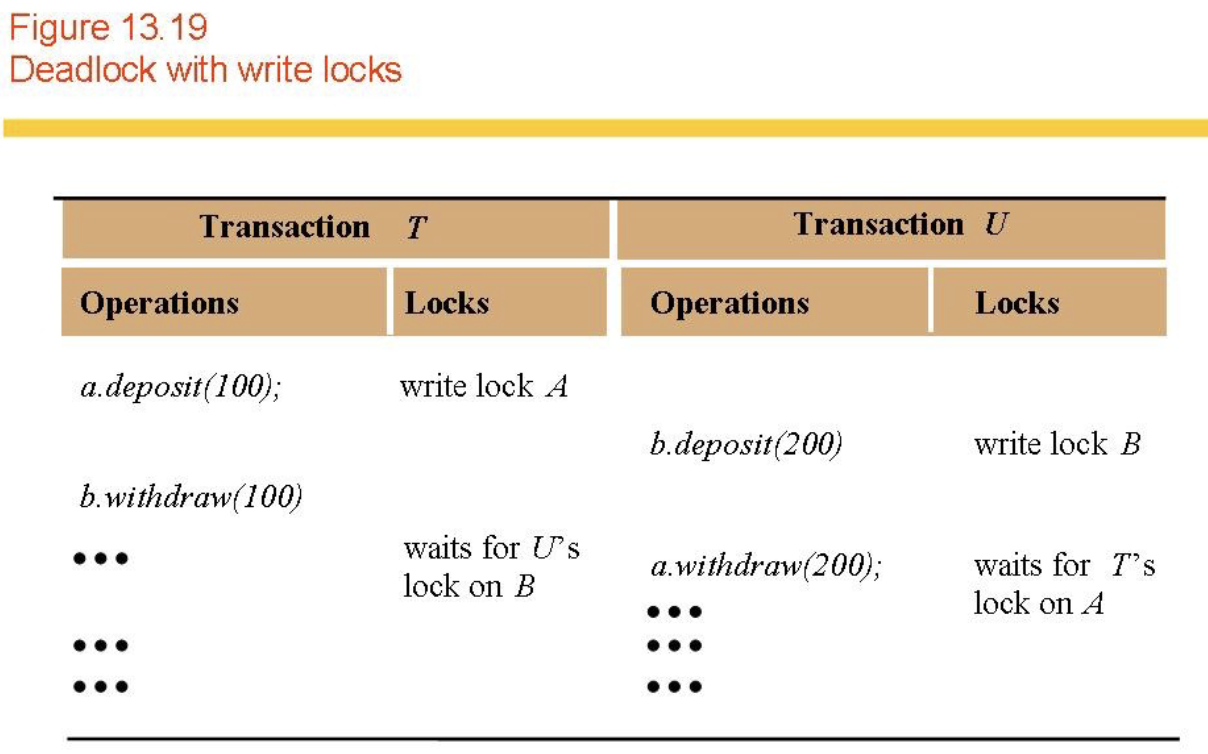 Figure 13.19
Deadlock with write locks
Transaction T
Transaction U
Operations
Locks
Operations
Locks
a.deposit(100);
write lock A
b.deposit(200)
write lock B
b.withdraw(100)
•••
waits for U's
lock on B
a.withdraw(200);
waits for T's
lock on A
•••
•••
•••
•••
•••